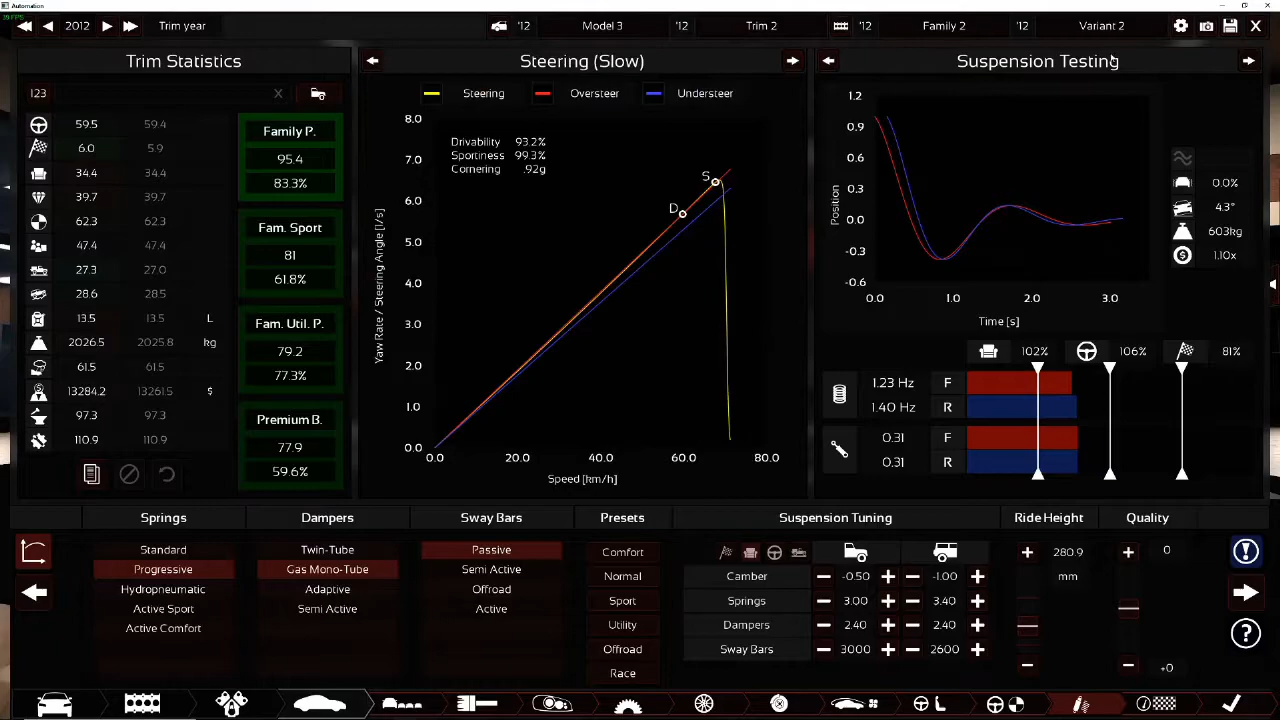 Automation
19 FPS
2012 Trim year '12 Model 3 '12 Trim 2 '12 Family 2 '12 Variant 2
Trim Statistics
123 X
59.5 59.4
6.0 5.9
34.4 34.4
39.7 39.7
62.3 62.3
47.4 47.4
27.3 27.0
28.6 28.5
13.5 13.5 L
2026.5 2025.8 kg
61.5 61.5
13284.2 13261.5 $
97.3 97.3
110.9 110.9
Family P.
95.4
83.3%
Fam. Sport
81
61.8%
Fam. Util. P.
79.2
77.3%
Premium B.
77.9
59.6%
Steering (Slow)
Steering Oversteer Understeer
Drivability 93.2%
Sportiness 99.3%
Cornering .92g
S
D
8.0
7.0
6.0
5.0
4.0
3.0
2.0
1.0
0.0
Yaw Rate / Steering Angle [1/s]
0.0 20.0 40.0 60.0 80.0
Speed [km/h]
Suspension Testing
1.2
0.9
0.6
0.3
0.0
-0.3
-0.6
Position
0.0 1.0 2.0 3.0
Time [s]
0.0%
4.3°
603kg
$ 1.10x
102% 106% 81%
1.23 Hz F
1.40 Hz R
0.31 F
0.31 R
Springs
Standard
Progressive
Hydropneumatic
Active Sport
Active Comfort
Dampers
Twin-Tube
Gas Mono-Tube
Adaptive
Semi Active
Sway Bars
Passive
Semi Active
Offroad
Active
Presets
Comfort
Normal
Sport
Utility
Offroad
Race
Suspension Tuning
Camber − -0.50 + − -1.00 +
Springs − 3.00 + − 3.40 +
Dampers − 2.40 + − 2.40 +
Sway Bars − 3000 + − 2600 +
Ride Height
+ 280.9
mm
−
Quality
+ 0
− +0
!
?